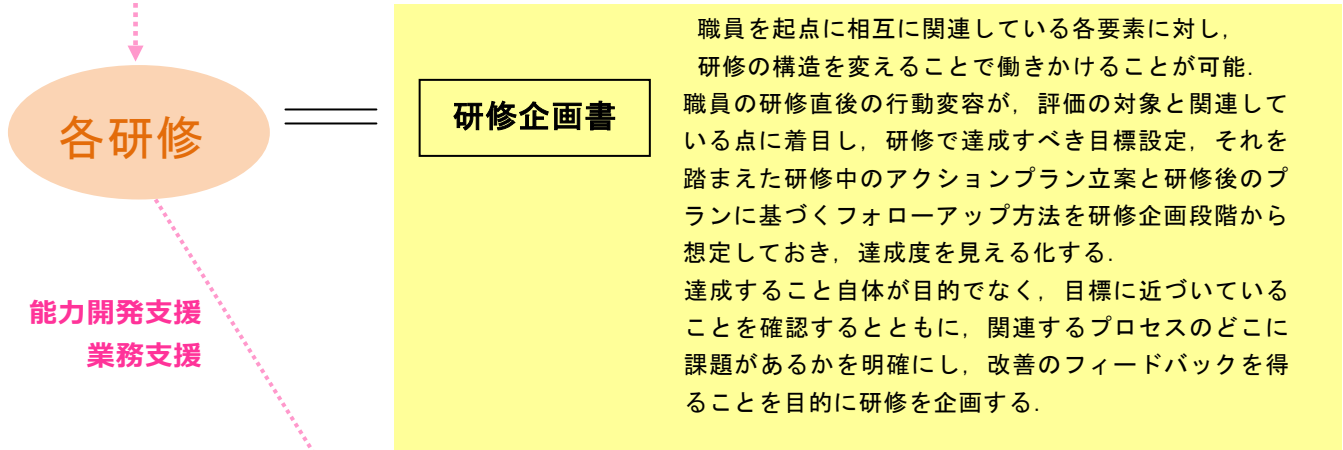 各研修
能力開発支援
業務支援
研修企画書
職員を起点に相互に関連している各要素に対し，
研修の構造を変えることで働きかけることが可能．
職員の研修直後の行動変容が，評価の対象と関連して
いる点に着目し，研修で達成すべき目標設定，それを
踏まえた研修中のアクションプラン立案と研修後のプ
ランに基づくフォローアップ方法を研修企画段階から
想定しておき，達成度を見える化する．
達成すること自体が目的でなく，目標に近づいている
ことを確認するとともに，関連するプロセスのどこに
課題があるかを明確にし，改善のフィードバックを得
ることを目的に研修を企画する．